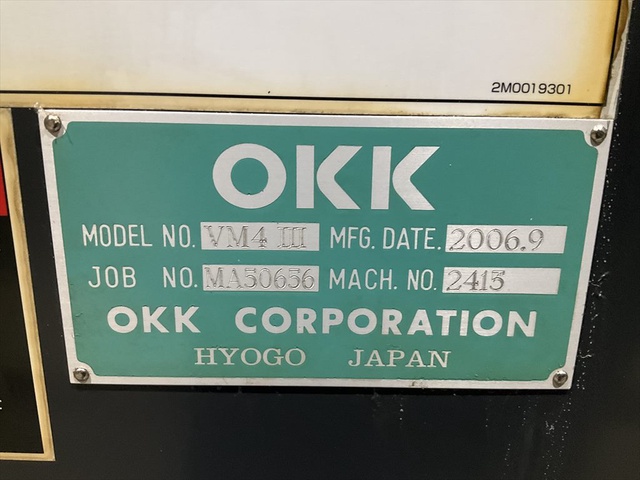 2M0019301
OKK
MODEL NO. VM4 III MFG. DATE. 2006.9
JOB NO. MA50636 MACH. NO. 2413
OKK CORPORATION
HYOGO JAPAN